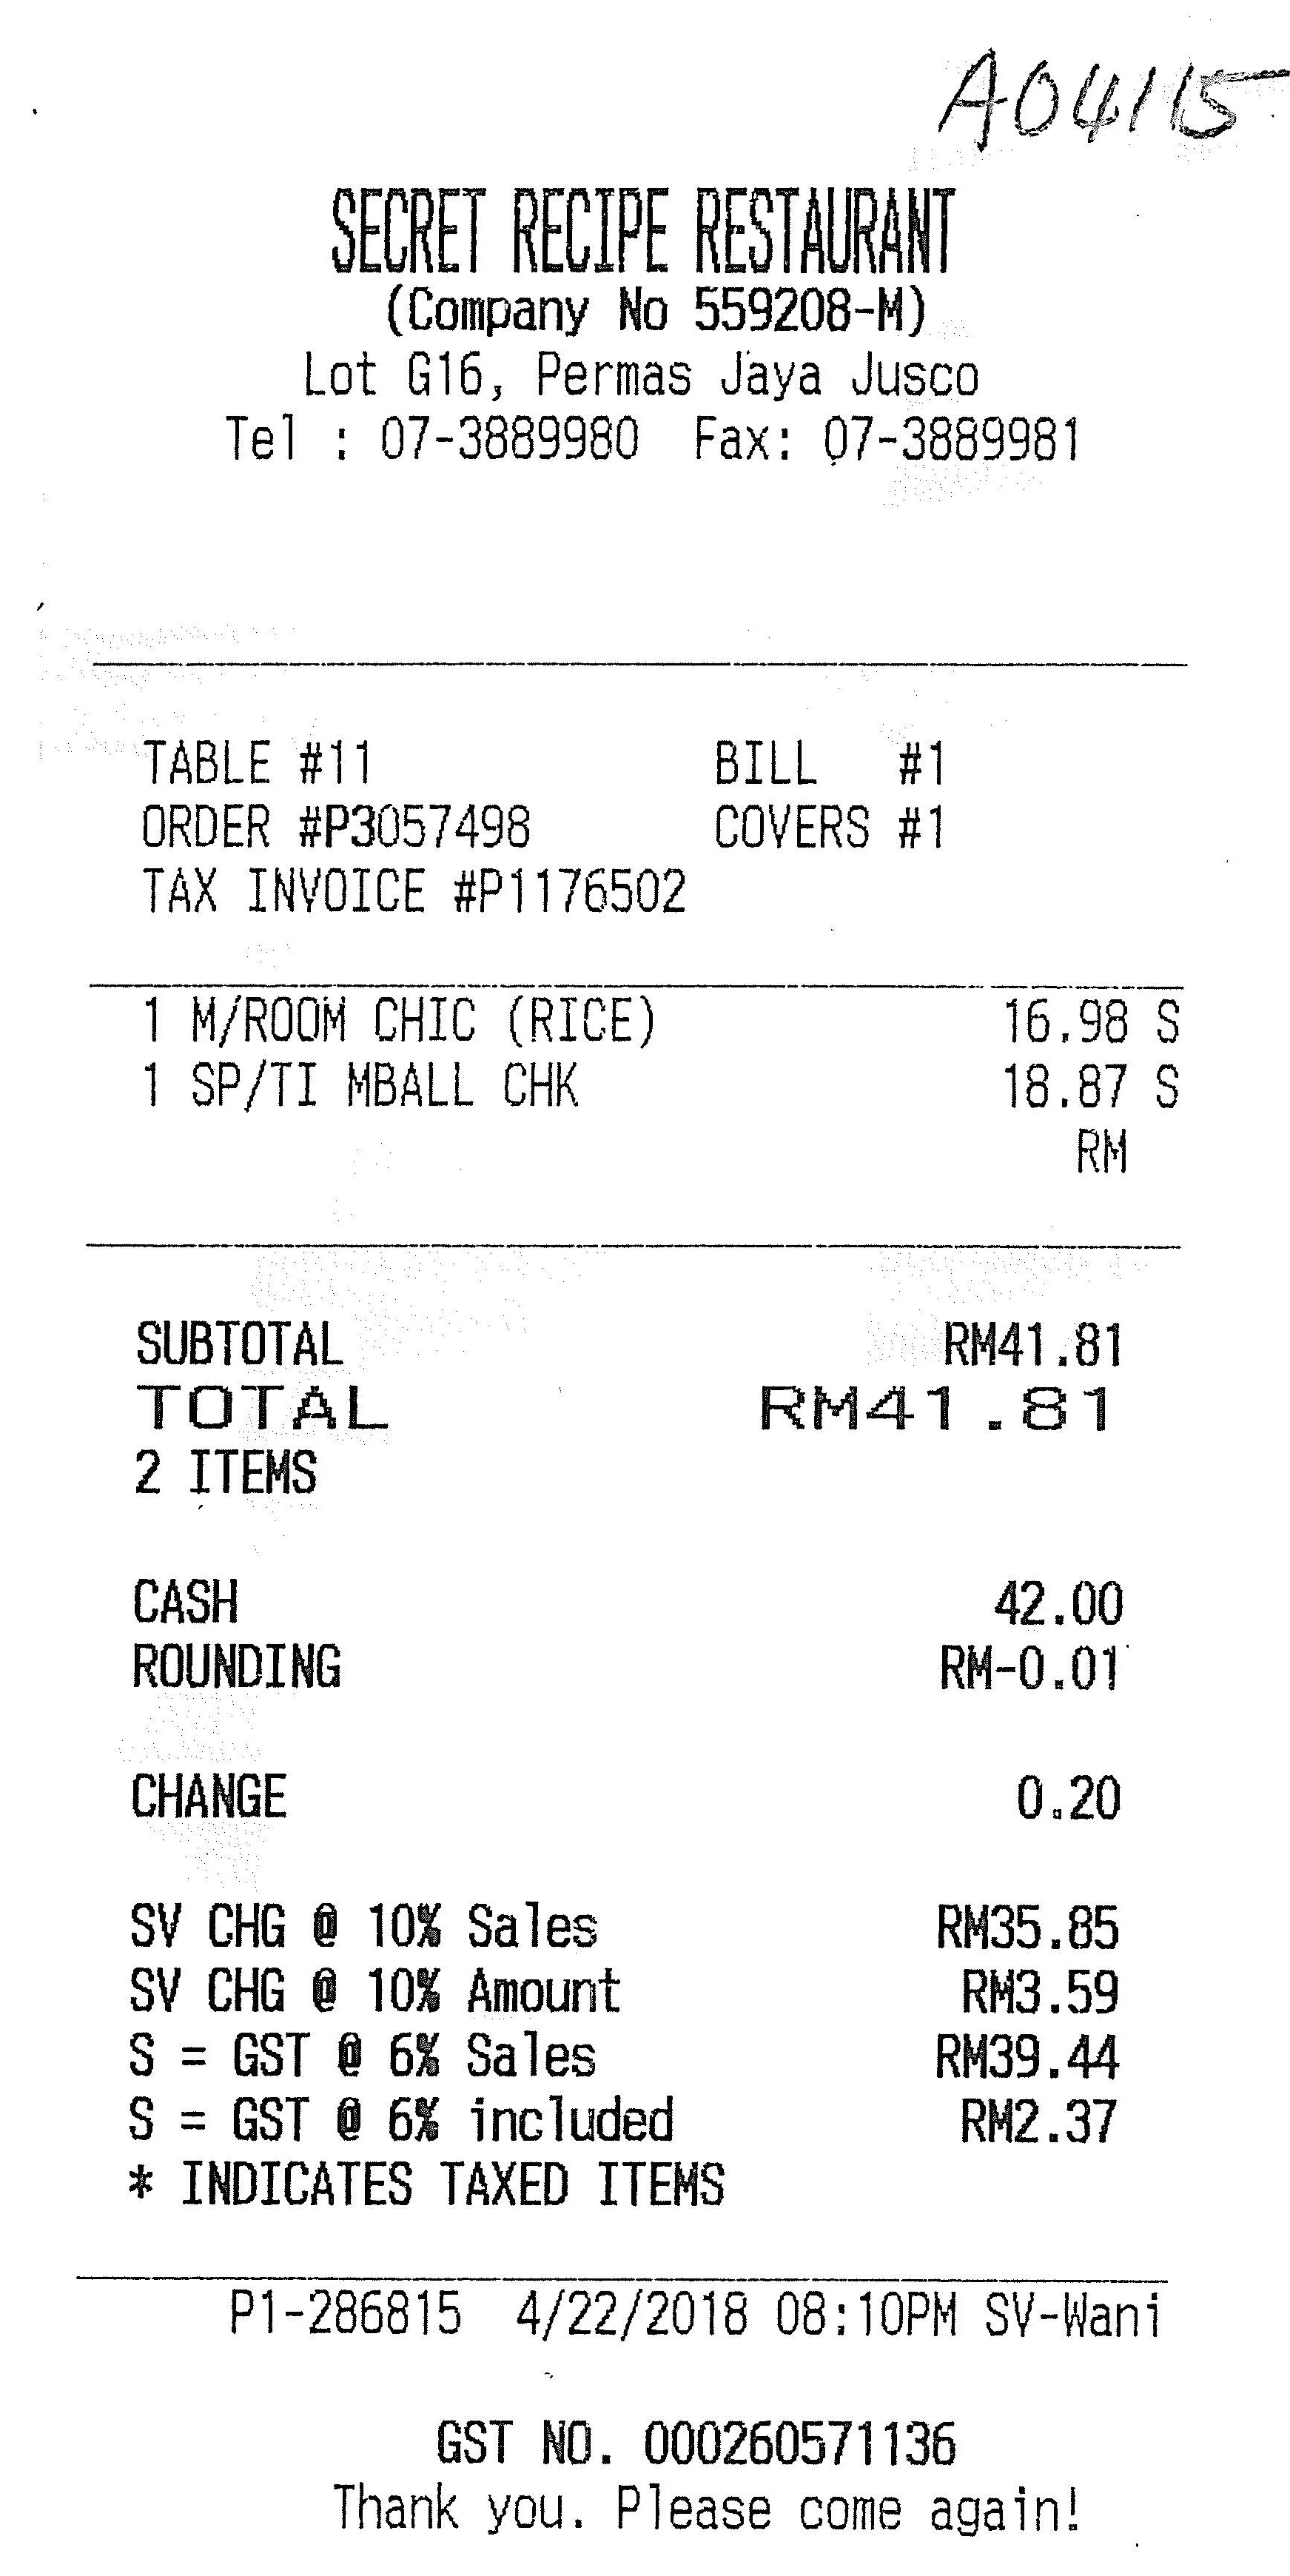 A04115
SECRET RECIPE RESTAURANT
(Company No 559208-M)
Lot G16, Permas Jaya Jusco
Tel : 07-3889980 Fax: 07-3889981
TABLE #11 BILL #1
ORDER #P3057498 COVERS #1
TAX INVOICE #P1176502
1 M/ROOM CHIC (RICE) 16.98 S
1 SP/TI MBALL CHK 18.87 S
RM
SUBTOTAL RM41.81
TOTAL RM41.81
2 ITEMS
CASH 42.00
ROUNDING RM-0.01
CHANGE 0.20
SV CHG @ 10% Sales RM35.85
SV CHG @ 10% Amount RM3.59
S = GST @ 6% Sales RM39.44
S = GST @ 6% included RM2.37
* INDICATES TAXED ITEMS
P1-286815 4/22/2018 08:10PM SV-Wani
GST NO. 000260571136
Thank you. Please come again!